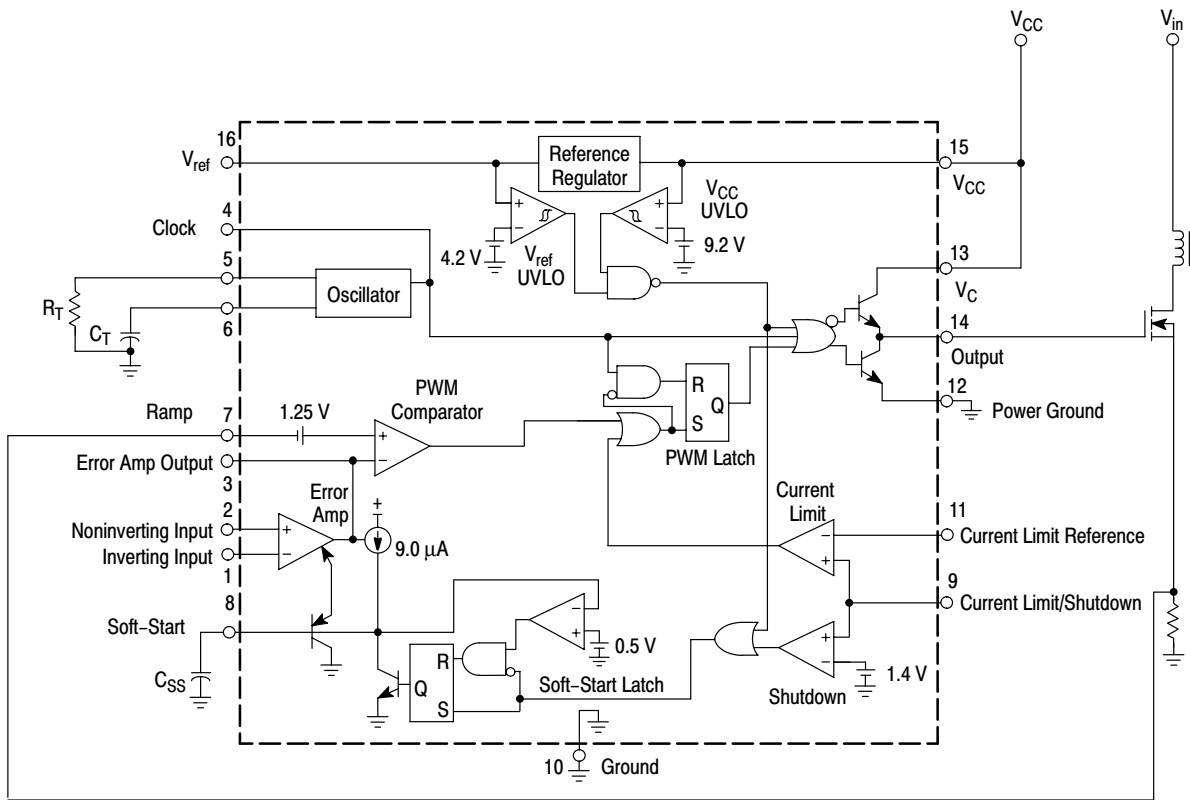 VCC
Vin
16
Vref
Reference
Regulator
15
VCC
VCC
UVLO
4
Clock
4.2 V
Vref
UVLO
9.2 V
13
VC
5
RT
Oscillator
CT
6
14
Output
12
Power Ground
PWM
Comparator
Ramp
7
1.25 V
R
Q
S
PWM Latch
Error Amp Output
3
Error
Amp
Current
Limit
2
Noninverting Input
11
Current Limit Reference
9.0 µA
Inverting Input
1
9
Current Limit/Shutdown
8
Soft–Start
0.5 V
CSS
R
Q
S
Soft–Start Latch
1.4 V
Shutdown
10
Ground